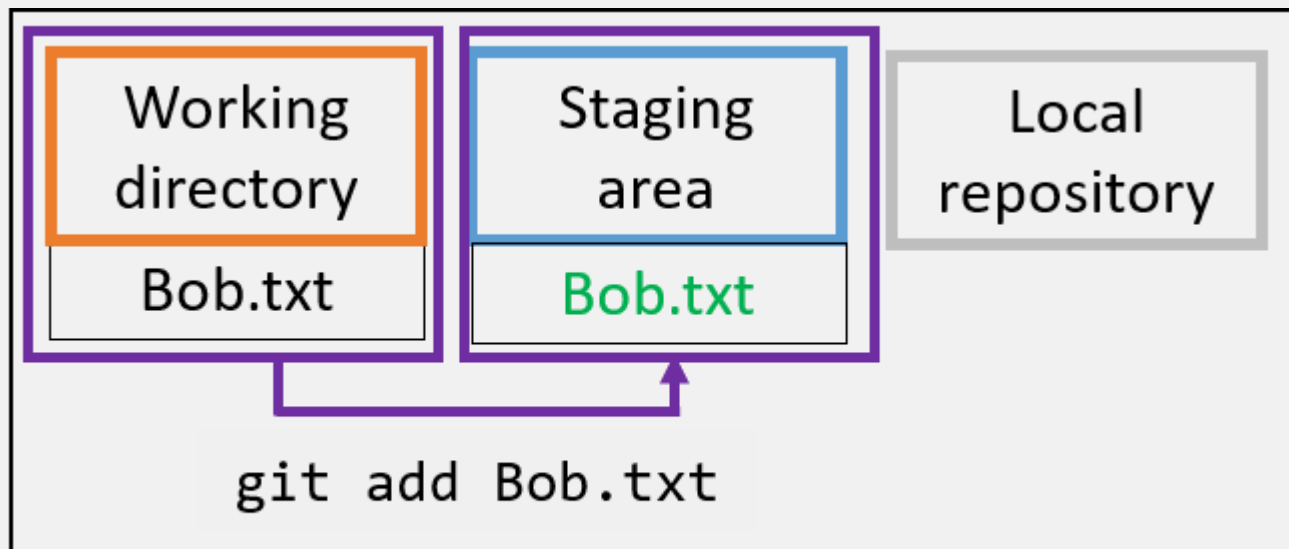 Working
directory
Bob.txt
Staging
area
Bob.txt
Local
repository
git add Bob.txt